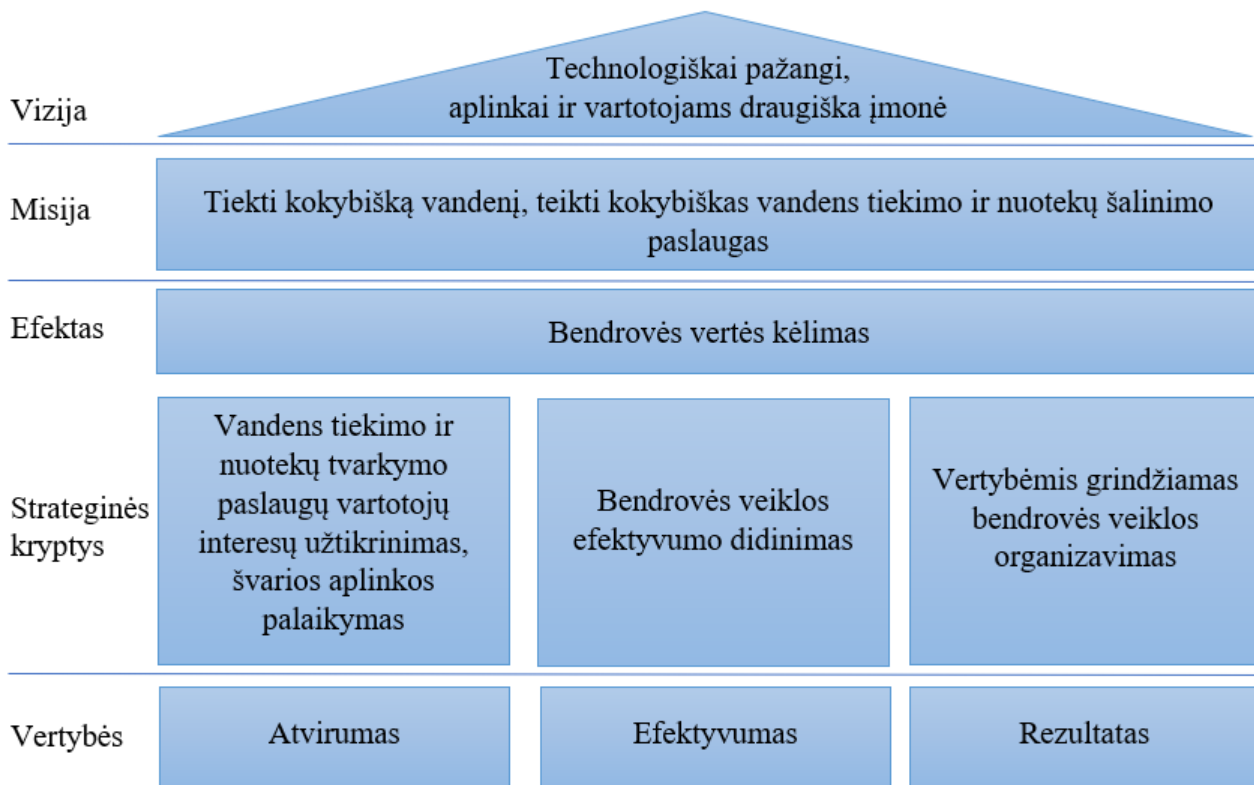 Vizija
Technologiškai pažangi,
aplinkai ir vartotojams draugiška įmonė
Misija
Tiekti kokybišką vandenį, teikti kokybiškas vandens tiekimo ir nuotekų šalinimo
paslaugas
Efektas
Bendrovės vertės kėlimas
Strateginės
kryptys
Vandens tiekimo ir
nuotekų tvarkymo
paslaugų vartotojų
interesų užtikrinimas,
švarios aplinkos
palaikymas
Bendrovės veiklos
efektyvumo didinimas
Vertybėmis grindžiamas
bendrovės veiklos
organizavimas
Vertybės
Atvirumas
Efektyvumas
Rezultatas